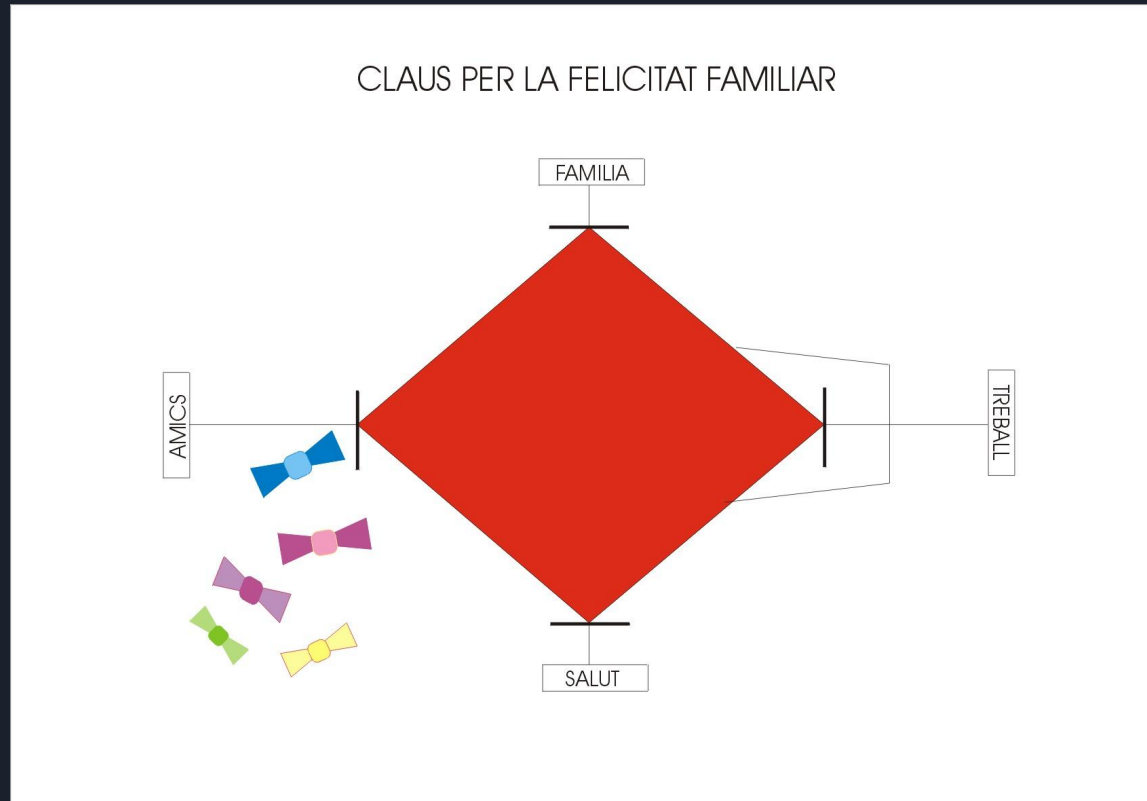 CLAUS PER LA FELICITAT FAMILIAR
FAMILIA
AMICS
TREBALL
SALUT